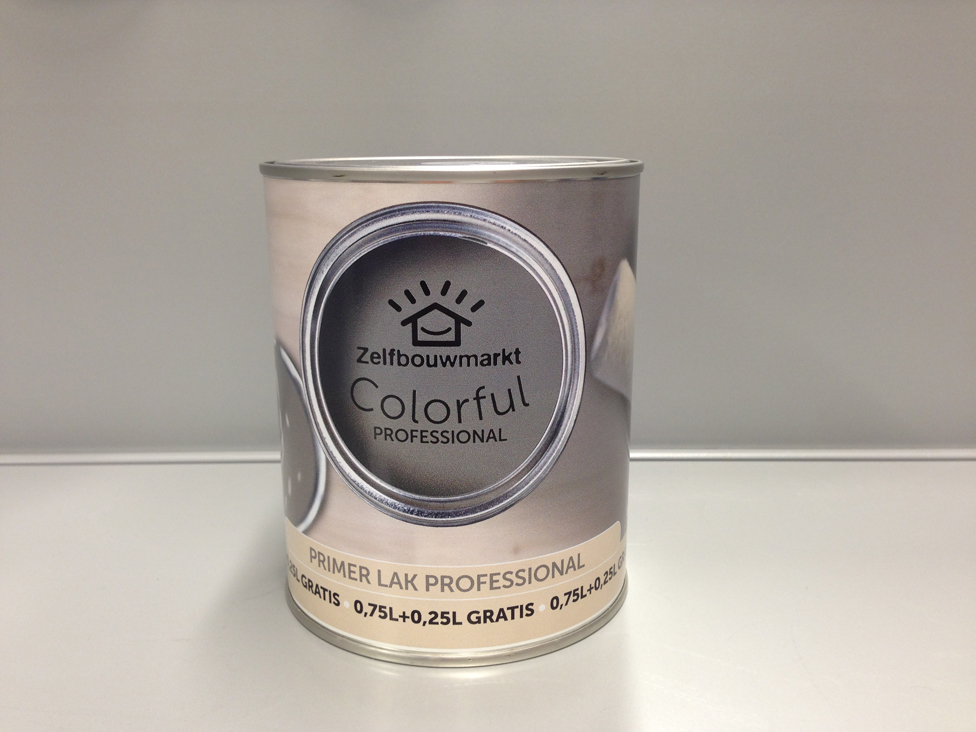 Zelfbouwmarkt
Colorful
PROFESSIONAL
PRIMER LAK PROFESSIONAL
GRATIS • 0,75L+0,25L GRATIS • 0,75L+0,25L